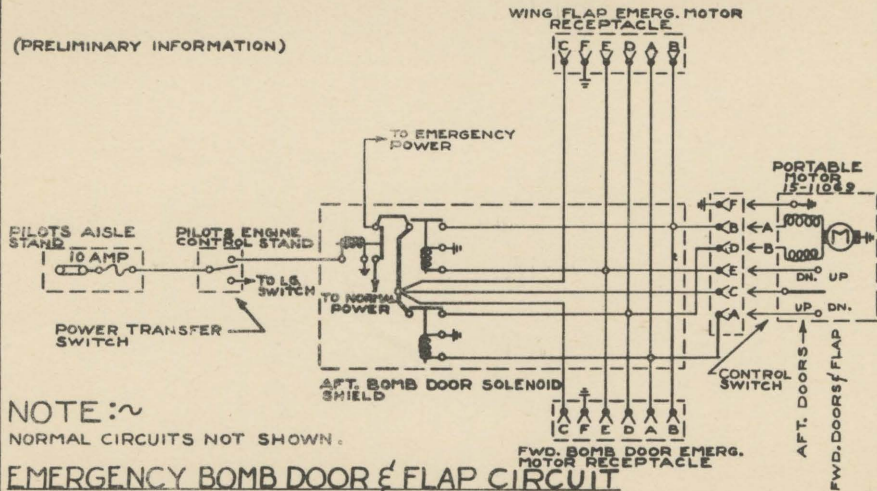 WING FLAP EMERG. MOTOR
RECEPTACLE
(PRELIMINARY INFORMATION)
C F E D A B
TO EMERGENCY
POWER
PORTABLE
MOTOR
15-11069
PILOTS AISLE
STAND
10 AMP
PILOTS ENGINE
CONTROL STAND
TO LG.
SWITCH
POWER TRANSFER
SWITCH
TO NORMAL
POWER
F
B A
D B
E
C
A
M
DN. UP
UP DN.
CONTROL
SWITCH
AFT. DOORS
FWD. DOORS & FLAP
AFT. BOMB DOOR SOLENOID
SHIELD
C F E D A B
FWD. BOMB DOOR EMERG.
MOTOR RECEPTACLE
NOTE:~
NORMAL CIRCUITS NOT SHOWN.
EMERGENCY BOMB DOOR & FLAP CIRCUIT